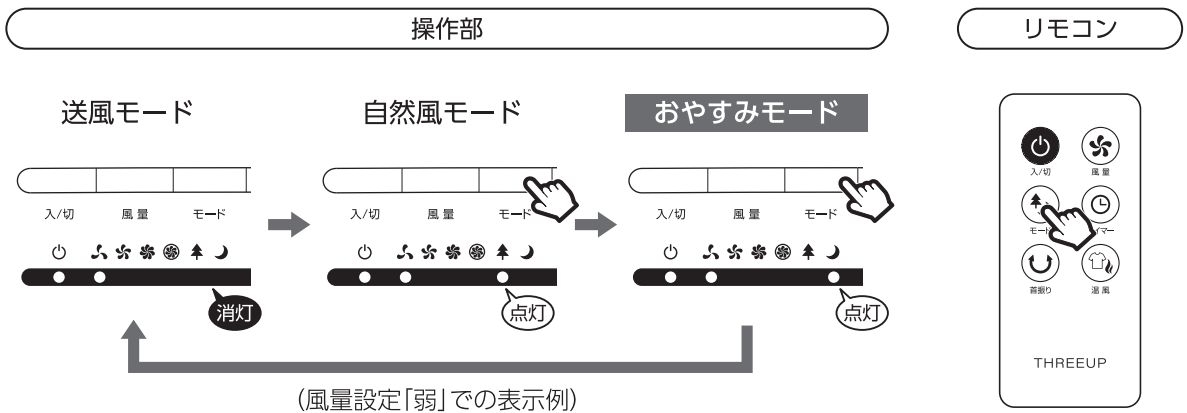 操作部
リモコン
送風モード
自然風モード
おやすみモード
入/切 風量 モード
入/切 風量 モード
入/切 風量 モード
消灯
点灯
点灯
(風量設定「弱」での表示例)
入/切 風量
モード イマー
首振り 温風
THREEUP